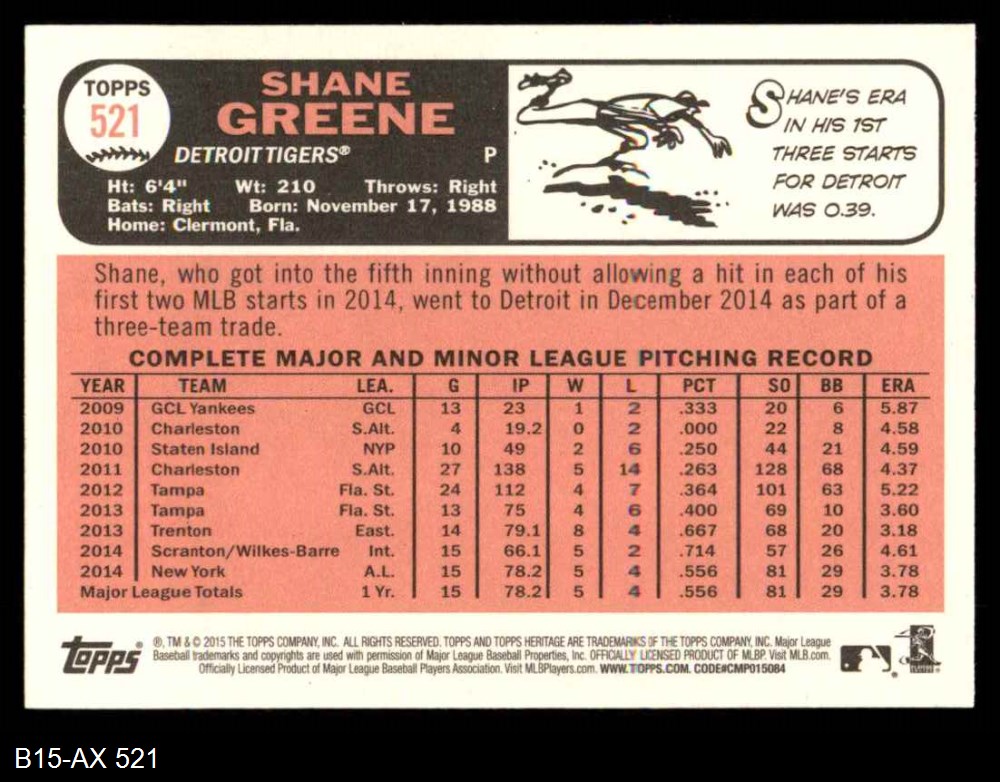 TOPPS
521
SHANE
GREENE
DETROIT TIGERS® P
Ht: 6'4" Wt: 210 Throws: Right
Bats: Right Born: November 17, 1988
Home: Clermont, Fla.
SHANE'S ERA
IN HIS 1ST
THREE STARTS
FOR DETROIT
WAS 0.39.
Shane, who got into the fifth inning without allowing a hit in each of his
first two MLB starts in 2014, went to Detroit in December 2014 as part of a
three-team trade.
COMPLETE MAJOR AND MINOR LEAGUE PITCHING RECORD
YEAR TEAM LEA. G IP W L PCT SO BB ERA
2009 GCL Yankees GCL 13 23 1 2 .333 20 6 5.87
2010 Charleston S.Alt. 4 19.2 0 2 .000 22 8 4.58
2010 Staten Island NYP 10 49 2 6 .250 44 21 4.59
2011 Charleston S.Alt. 27 138 5 14 .263 128 68 4.37
2012 Tampa Fla. St. 24 112 4 7 .364 101 63 5.22
2013 Tampa Fla. St. 13 75 4 6 .400 69 10 3.60
2013 Trenton East. 14 79.1 8 4 .667 68 20 3.18
2014 Scranton/Wilkes-Barre Int. 15 66.1 5 2 .714 57 26 4.61
2014 New York A.L. 15 78.2 5 4 .556 81 29 3.78
Major League Totals 1 Yr. 15 78.2 5 4 .556 81 29 3.78
Topps
®, TM & © 2015 THE TOPPS COMPANY, INC. ALL RIGHTS RESERVED. TOPPS AND TOPPS HERITAGE ARE TRADEMARKS OF THE TOPPS COMPANY, INC. Major League
Baseball trademarks and copyrights are used with permission of Major League Baseball Properties, Inc. OFFICIALLY LICENSED PRODUCT OF MLBP. Visit MLB.com.
Officially Licensed Product of Major League Baseball Players Association. Visit MLBPlayers.com. WWW.TOPPS.COM. CODE#CMP015084
B15-AX 521